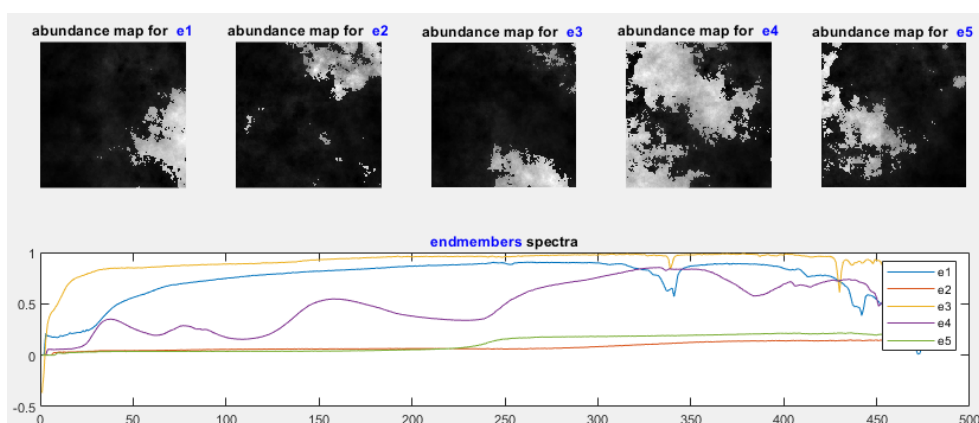 abundance map for e1
abundance map for e2
abundance map for e3
abundance map for e4
abundance map for e5
endmembers spectra
1
0.5
0
-0.5
e1
e2
e3
e4
e5
0 50 100 150 200 250 300 350 400 450 500